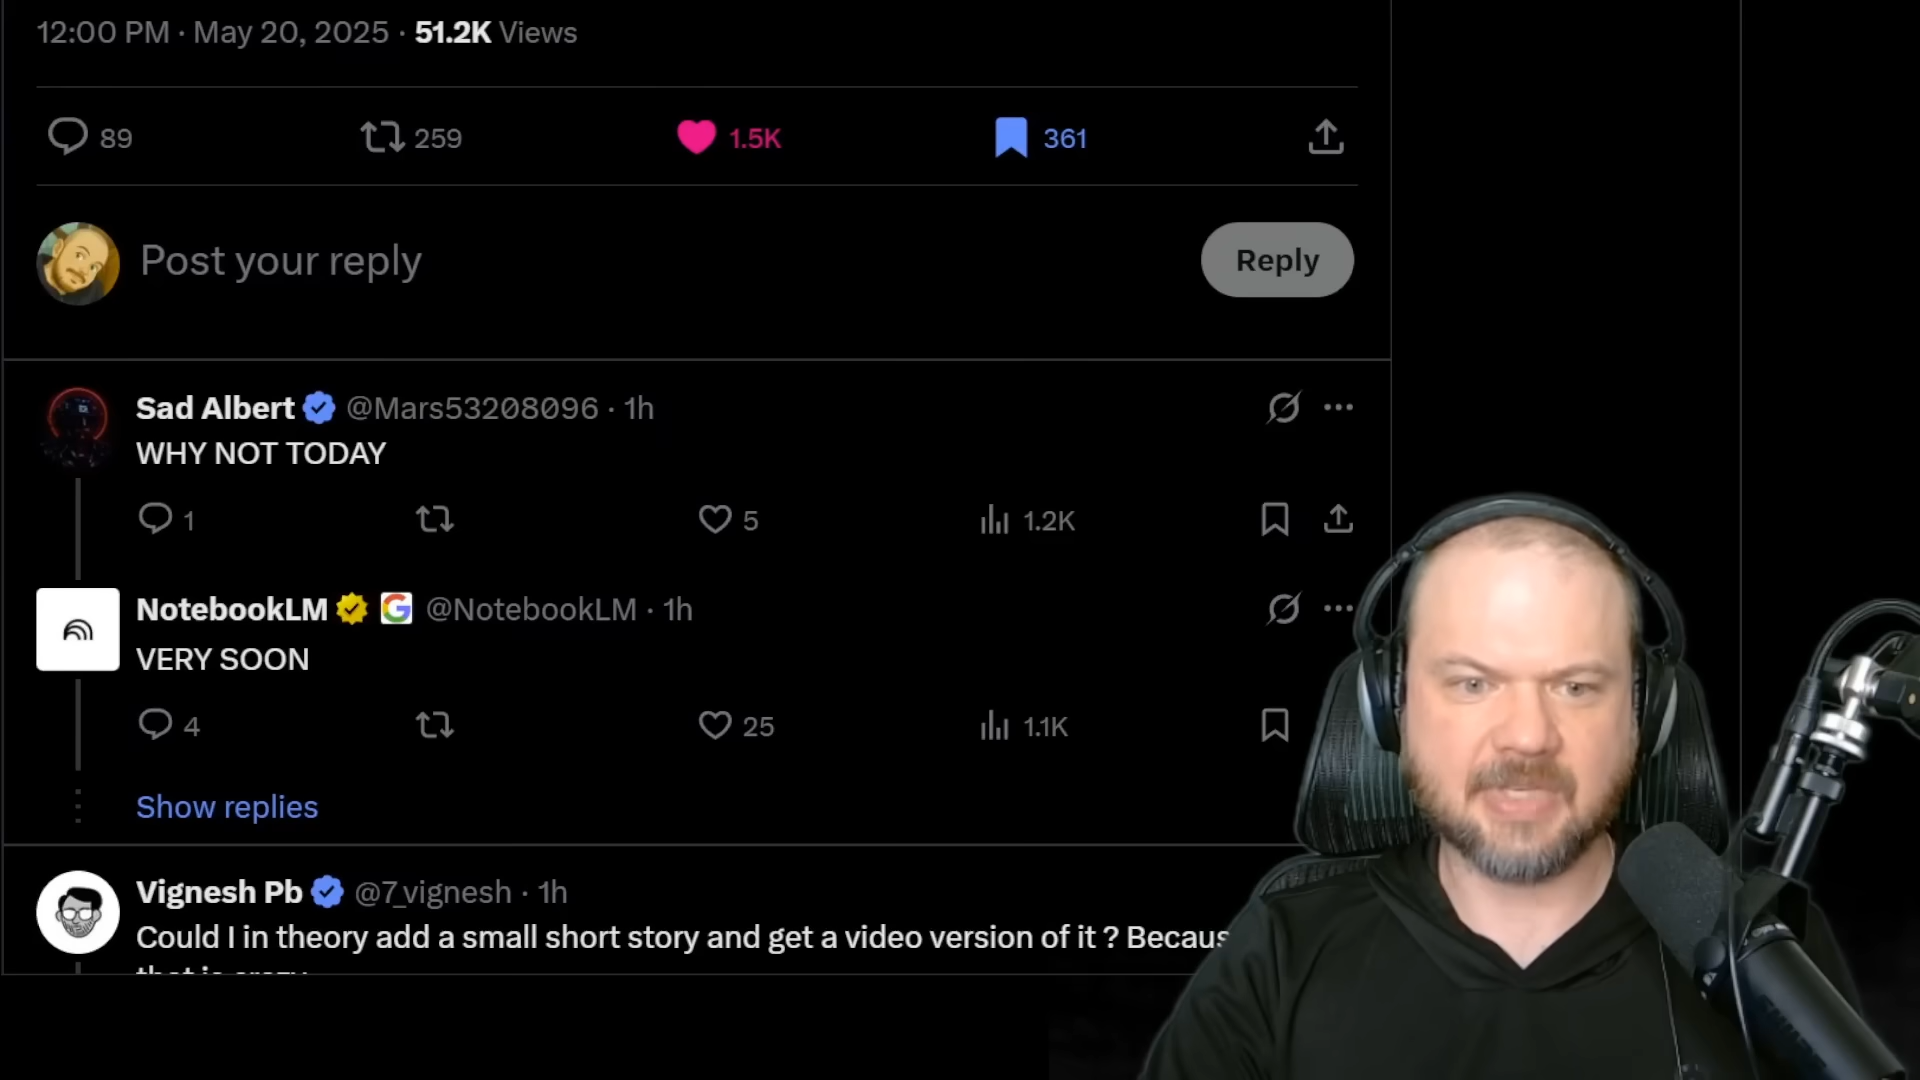 12:00 PM · May 20, 2025 · 51.2K Views
89 259 1.5K 361
Post your reply
Reply
Sad Albert @Mars53208096 · 1h
WHY NOT TODAY
1 5 1.2K
NotebookLM @NotebookLM · 1h
VERY SOON
4 25 1.1K
Show replies
Vignesh Pb @7_vignesh · 1h
Could I in theory add a small short story and get a video version of it ? Becaus
that is crazy